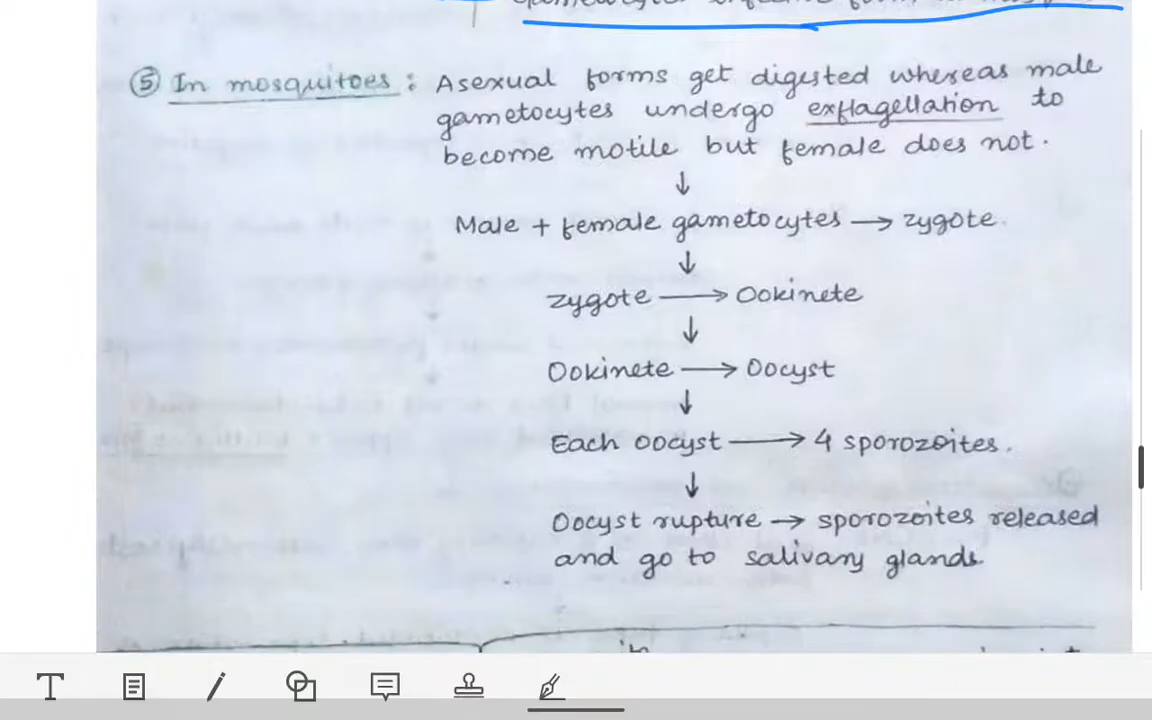 ⑤ In mosquitoes : Asexual forms get digested whereas male
gametocytes undergo exflagellation to
become motile but female does not.
↓
Male + female gametocytes → zygote.
↓
zygote → Ookinete
↓
Ookinete → Oocyst
↓
Each oocyst → 4 sporozoites.
↓
Oocyst rupture → sporozoites released
and go to salivary glands.
T